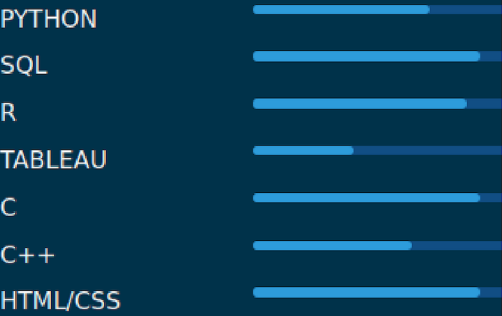 PYTHON
SQL
R
TABLEAU
C
C++
HTML/CSS